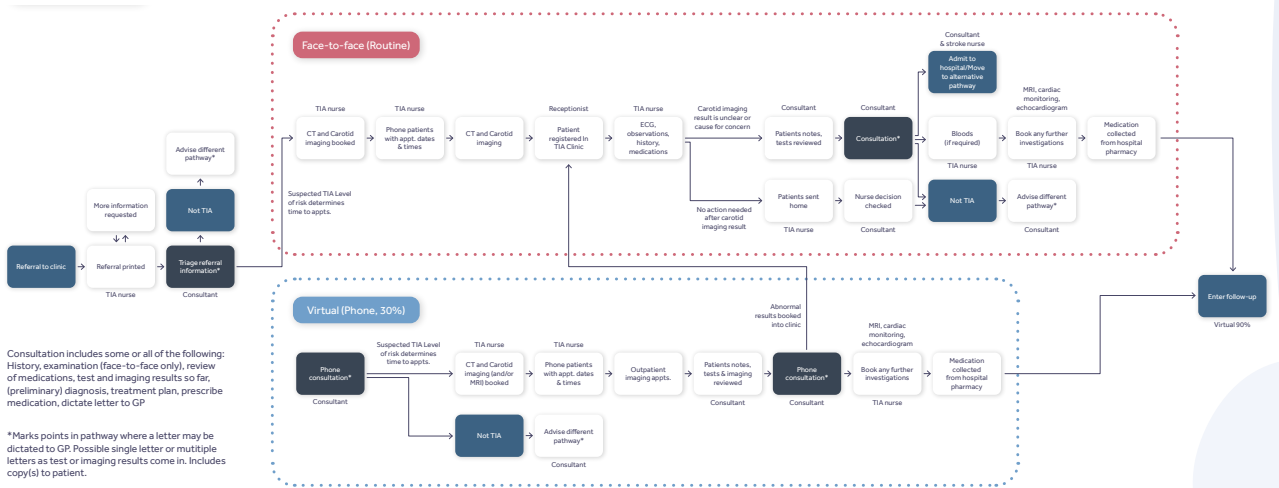 Face-to-face (Routine)
Consultant
& stroke nurse
Admit to
hospital/Move
to alternative
pathway
TIA nurse
CT and Carotid
imaging booked
TIA nurse
Phone patients
with appt. dates
& times
CT and Carotid
imaging
Receptionist
Patient
registered in
TIA Clinic
TIA nurse
ECG,
observations,
history,
medications
Carotid imaging
result is unclear or
cause for concern
Consultant
Patients notes,
tests reviewed
Consultant
Consultation*
Bloods
(if required)
TIA nurse
MRI, cardiac
monitoring,
echocardiogram
Book any further
investigations
TIA nurse
Medication
collected
from hospital
pharmacy
No action needed
after carotid
imaging result
Patients sent
home
TIA nurse
Nurse decision
checked
Consultant
Not TIA
Advise different
pathway*
Consultant
Advise different
pathway*
Not TIA
More information
requested
Referral to clinic
Referral printed
TIA nurse
Triage referral
information*
Consultant
Suspected TIA Level
of risk determines
time to appts.
Enter follow-up
Virtual 90%
Virtual (Phone, 30%)
Abnormal
results booked
into clinic
Phone
consultation*
Consultant
Suspected TIA Level
of risk determines
time to appts.
TIA nurse
CT and Carotid
imaging (and/or
MRI) booked
TIA nurse
Phone patients
with appt. dates
& times
Outpatient
imaging appts.
Patients notes,
tests & imaging
reviewed
Consultant
Phone
consultation*
Consultant
MRI, cardiac
monitoring,
echocardiogram
Book any further
investigations
TIA nurse
Medication
collected
from hospital
pharmacy
Not TIA
Advise different
pathway*
Consultant
Consultation includes some or all of the following:
History, examination (face-to-face only), review
of medications, test and imaging results so far,
(preliminary) diagnosis, treatment plan, prescribe
medication, dictate letter to GP
*Marks points in pathway where a letter may be
dictated to GP. Possible single letter or mutitiple
letters as test or imaging results come in. Includes
copy(s) to patient.